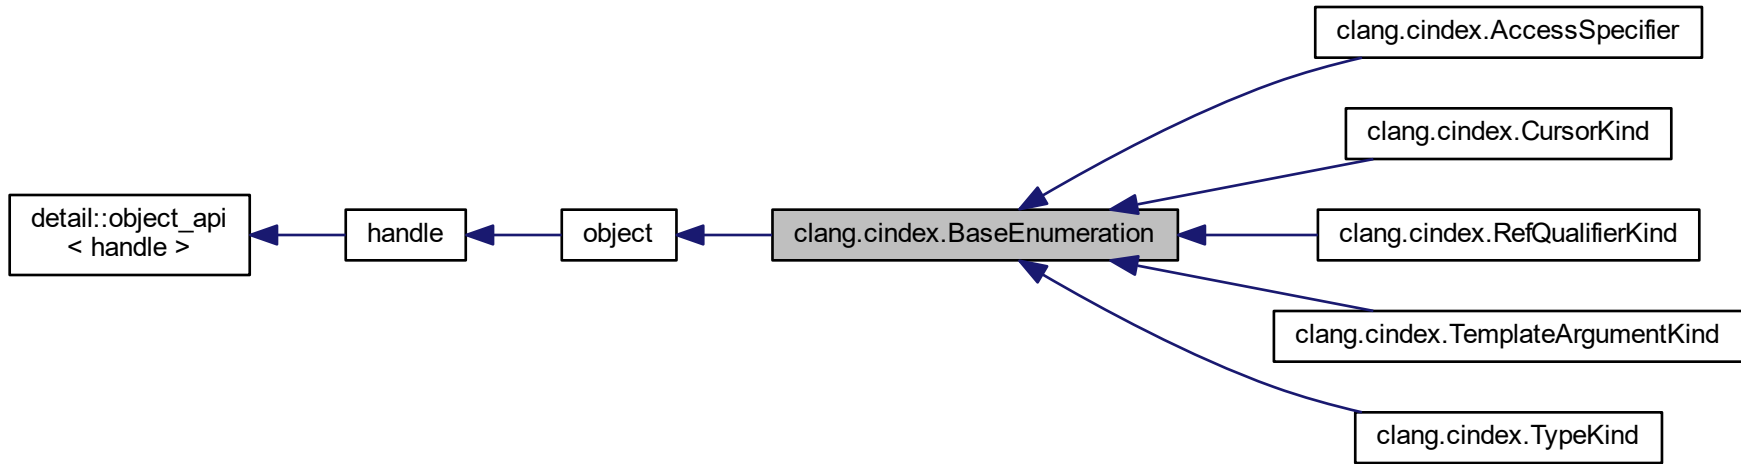 clang.cindex.AccessSpecifier
clang.cindex.CursorKind
detail::object_api
< handle >
handle
object
clang.cindex.BaseEnumeration
clang.cindex.RefQualifierKind
clang.cindex.TemplateArgumentKind
clang.cindex.TypeKind